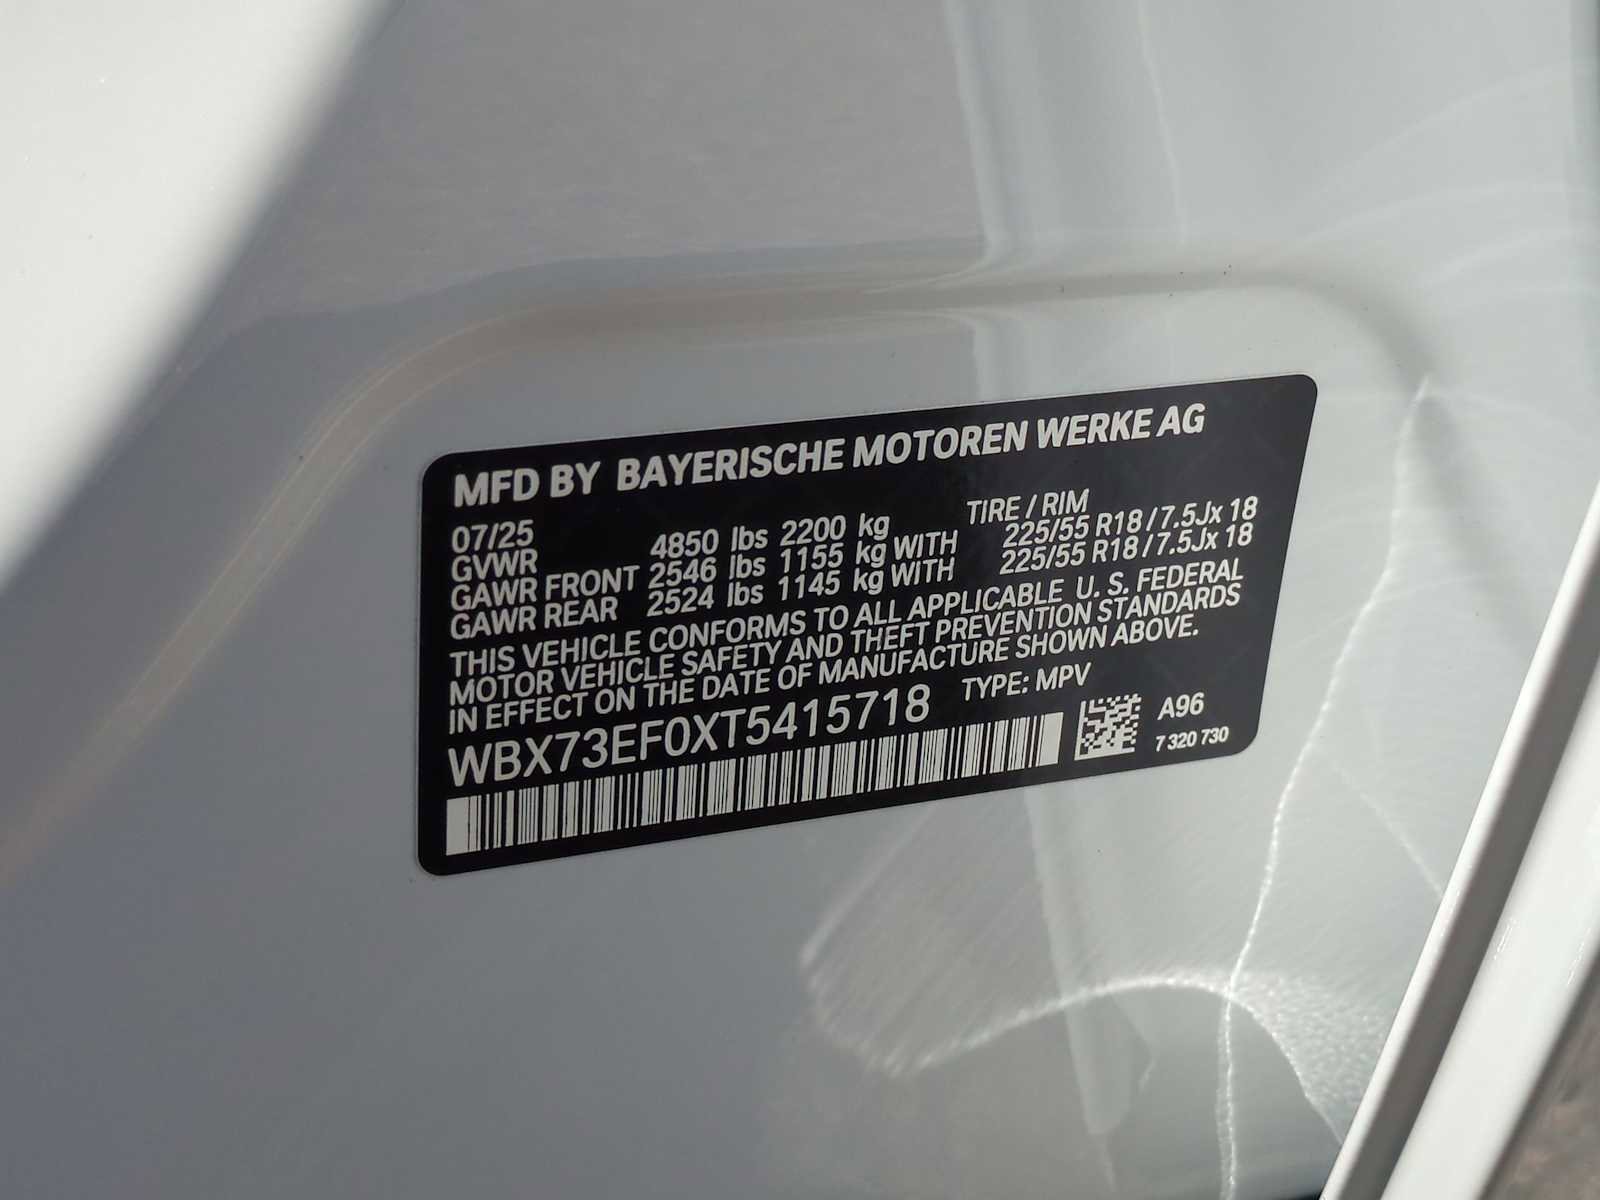 MFD BY BAYERISCHE MOTOREN WERKE AG
07/25 TIRE / RIM
GVWR 4850 lbs 2200 kg
GAWR FRONT 2546 lbs 1155 kg WITH 225/55 R18 / 7.5Jx 18
GAWR REAR 2524 lbs 1145 kg WITH 225/55 R18 / 7.5Jx 18
THIS VEHICLE CONFORMS TO ALL APPLICABLE U. S. FEDERAL
MOTOR VEHICLE SAFETY AND THEFT PREVENTION STANDARDS
IN EFFECT ON THE DATE OF MANUFACTURE SHOWN ABOVE.
WBX73EF0XT5415718 TYPE: MPV
A96
7 320 730